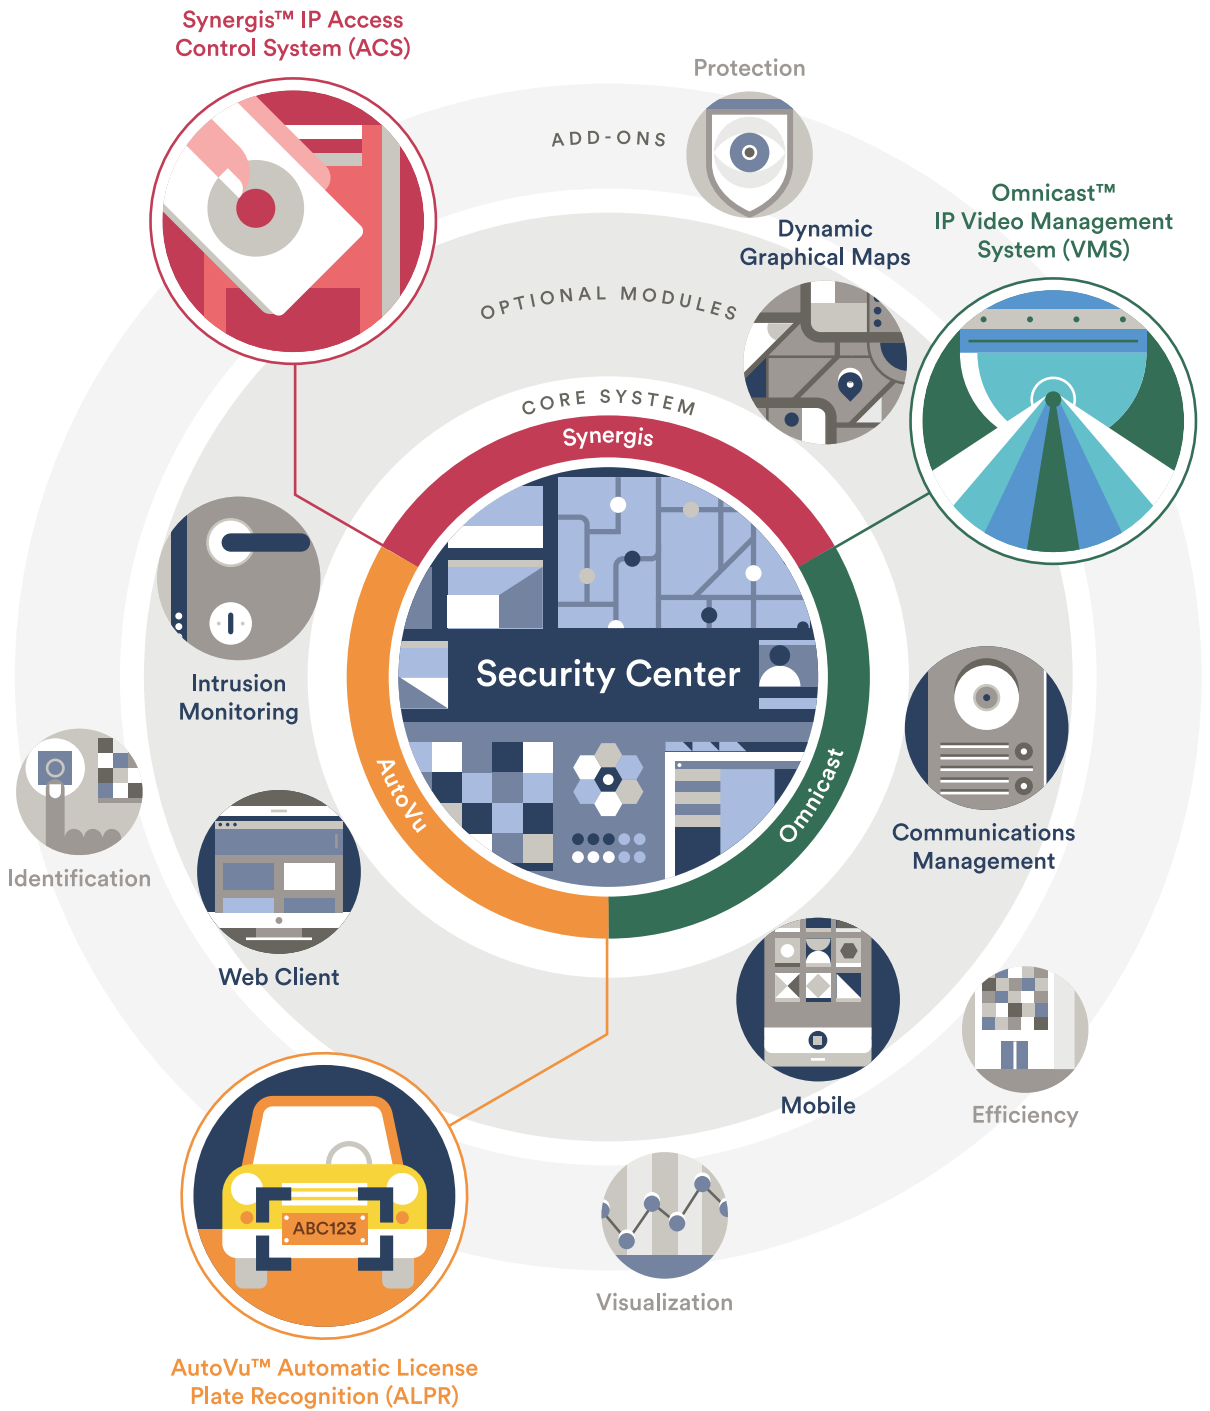 Synergis™ IP Access
Control System (ACS)
Protection
ADD-ONS
Omnicast™
IP Video Management
System (VMS)
Dynamic
Graphical Maps
OPTIONAL MODULES
CORE SYSTEM
Synergis
Security Center
Intrusion
Monitoring
AutoVu
Omnicast
Communications
Management
Identification
Web Client
Mobile
Efficiency
ABC123
Visualization
AutoVu™ Automatic License
Plate Recognition (ALPR)